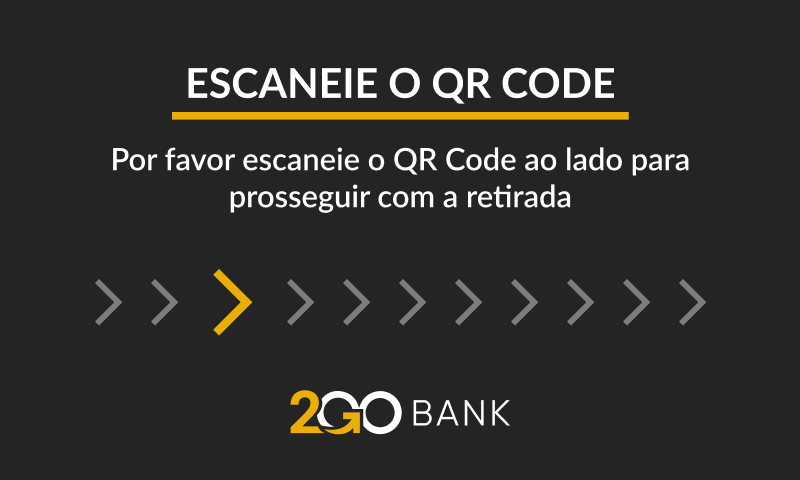 ESCANEIE O QR CODE
Por favor escaneie o QR Code ao lado para
prosseguir com a retirada
2GO BANK